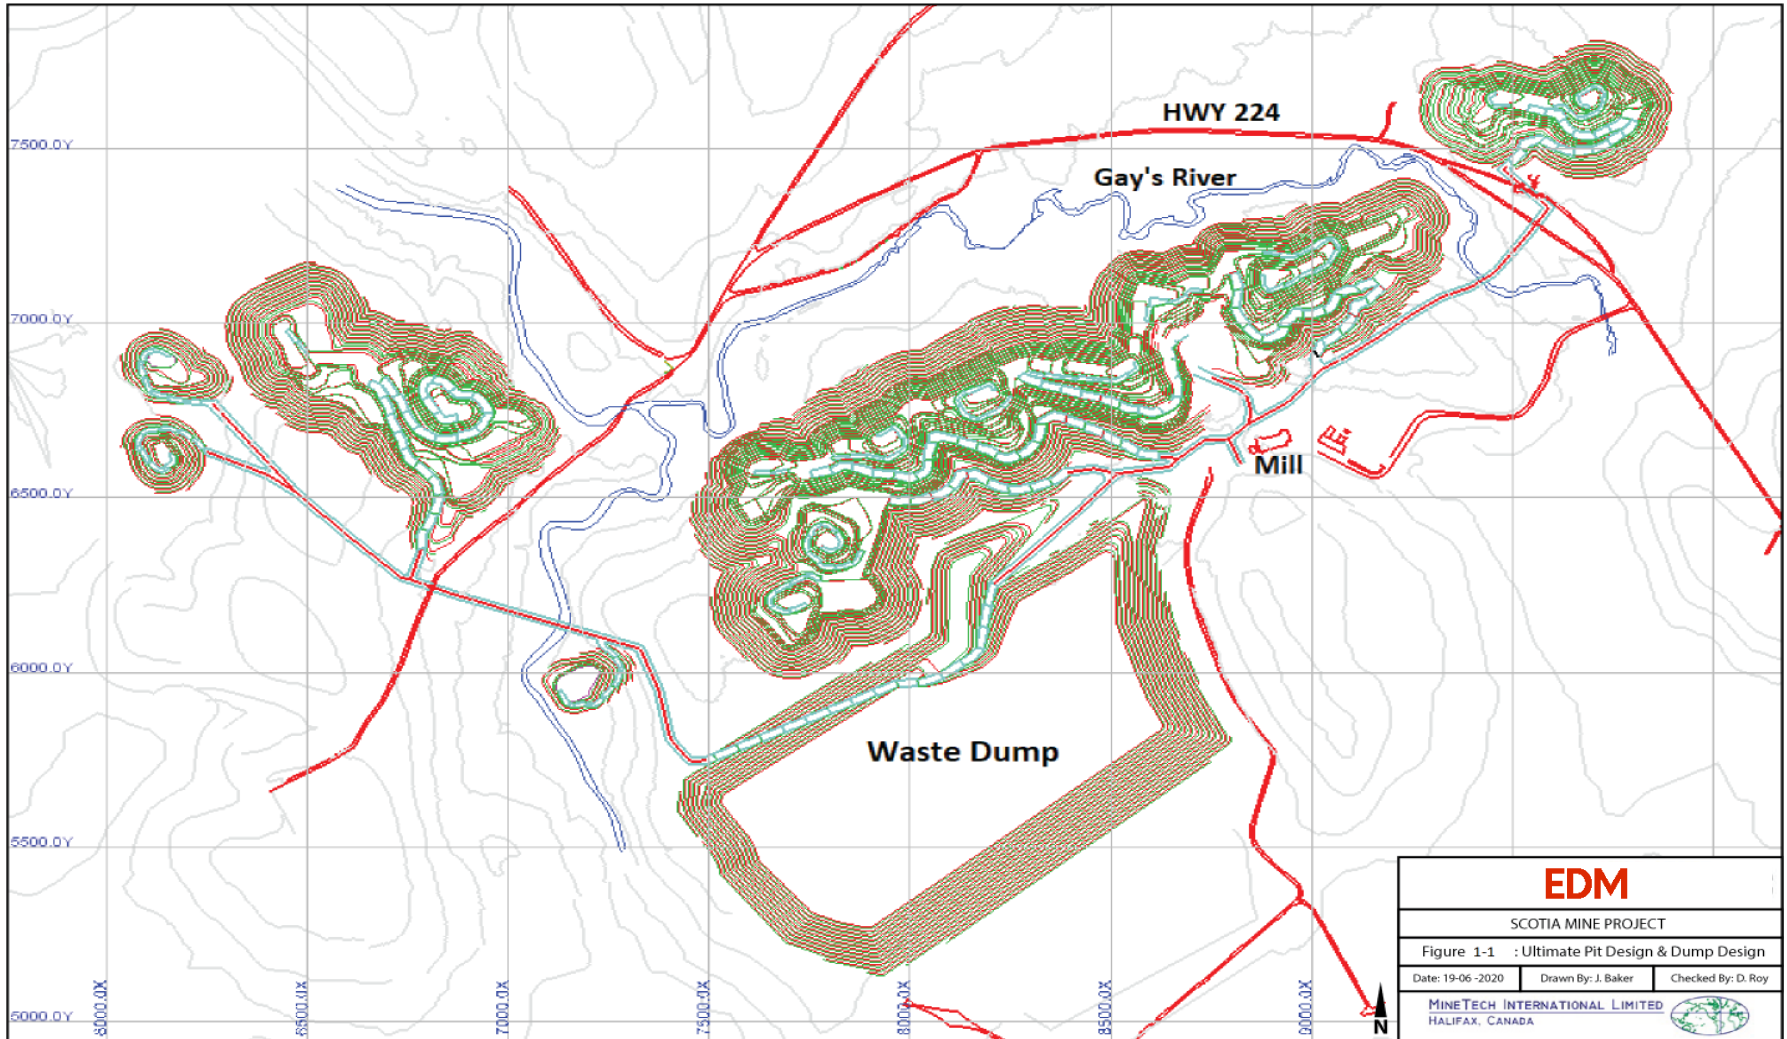 HWY 224
7500.0Y
Gay's River
7000.0Y
6500.0Y
Mill
6000.0Y
Waste Dump
5500.0Y
5000.0Y
6000.0X
6500.0X
7000.0X
7500.0X
8000.0X
8500.0X
9000.0X
N
EDM
SCOTIA MINE PROJECT
Figure 1-1 : Ultimate Pit Design & Dump Design
Date: 19-06 -2020
Drawn By: J. Baker
Checked By: D. Roy
MINETECH INTERNATIONAL LIMITED
HALIFAX, CANADA